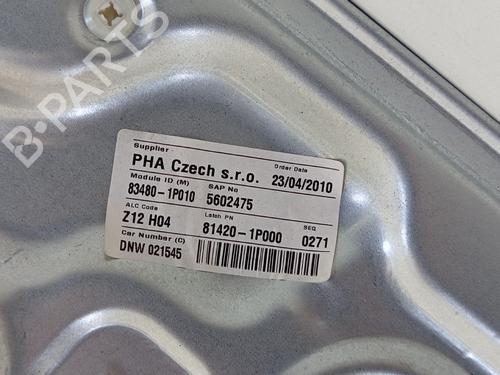 B-PARTS
Supplier
PHA Czech s.r.o.
Order Date
23/04/2010
Module ID (M)
83480-1P010
SAP No
5602475
ALC Code
Z12 H04
Latch PN
81420-1P000
SEQ
0271
Car Number (C)
DNW 021545